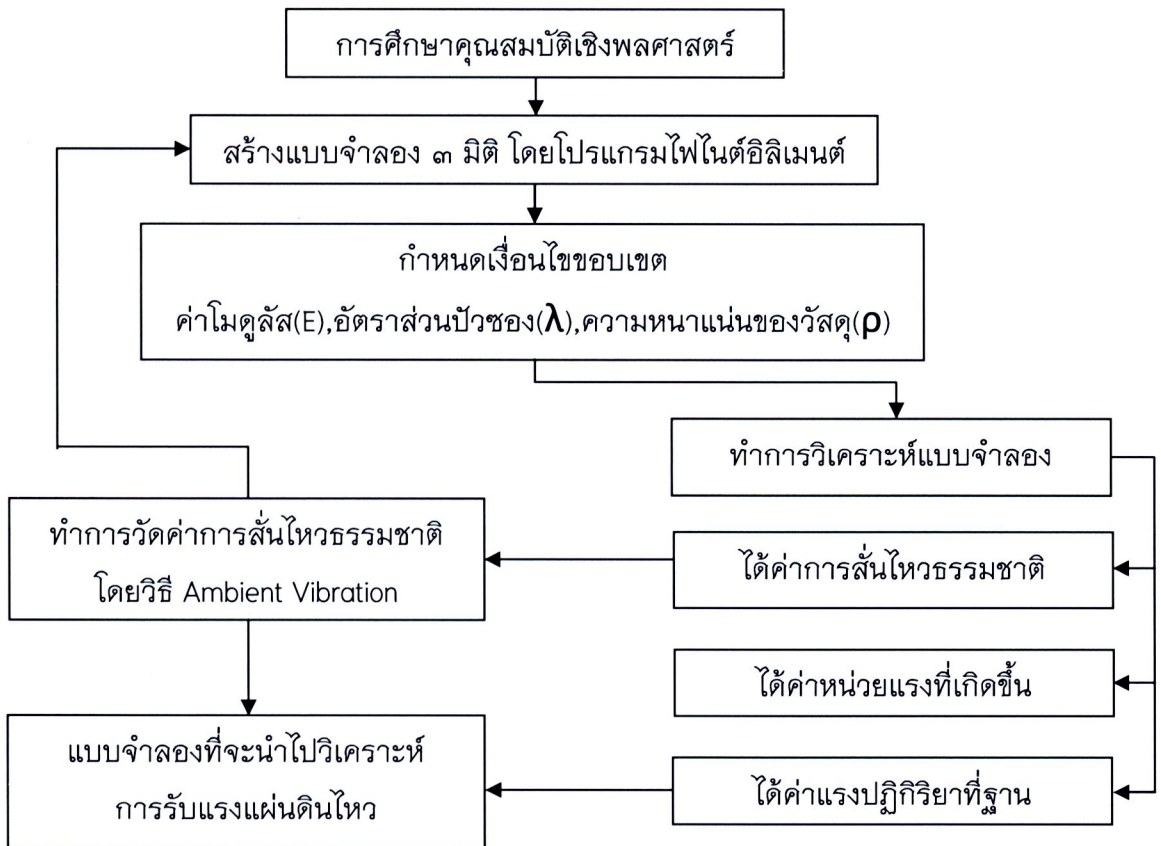 การศึกษาคุณสมบัติเชิงพลศาสตร์
สร้างแบบจำลอง ๓ มิติ โดยโปรแกรมไฟไนต์อิลิเมนต์
กำหนดเงื่อนไขขอบเขต
ค่าโมดูลัส(E),อัตราส่วนปัวซอง(λ),ความหนาแน่นของวัสดุ(ρ)
ทำการวิเคราะห์แบบจำลอง
ทำการวัดค่าการสั่นไหวธรรมชาติ
โดยวิธี Ambient Vibration
ได้ค่าการสั่นไหวธรรมชาติ
ได้ค่าหน่วยแรงที่เกิดขึ้น
แบบจำลองที่จะนำไปวิเคราะห์
การรับแรงแผ่นดินไหว
ได้ค่าแรงปฏิกิริยาที่ฐาน